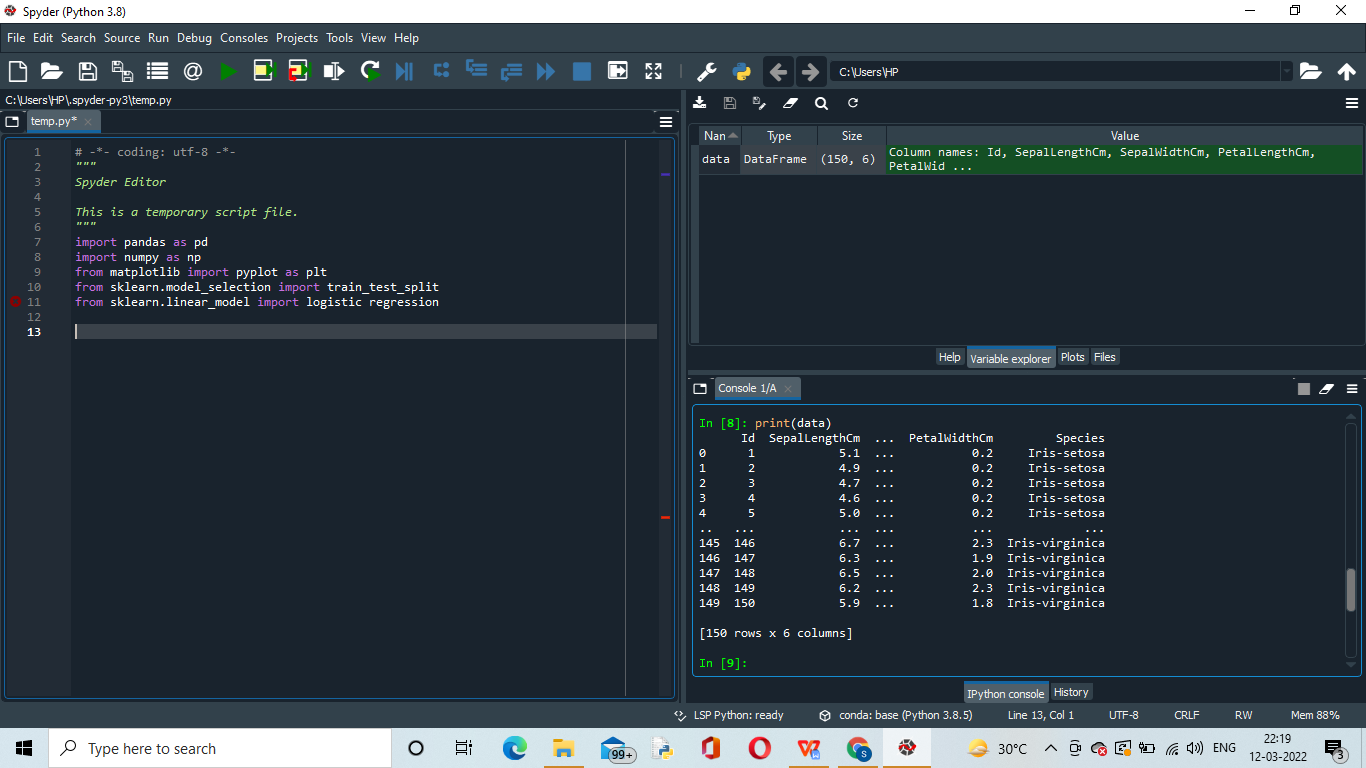 Spyder (Python 3.8)
File Edit Search Source Run Debug Consoles Projects Tools View Help
C:\Users\HP
C:\Users\HP\.spyder-py3\temp.py
temp.py*
1 # -*- coding: utf-8 -*-
2 """
3 Spyder Editor
4
5 This is a temporary script file.
6 """
7 import pandas as pd
8 import numpy as np
9 from matplotlib import pyplot as plt
10 from sklearn.model_selection import train_test_split
11 from sklearn.linear_model import logistic regression
12
13
Nan Type Size Value
data DataFrame (150, 6) Column names: Id, SepalLengthCm, SepalWidthCm, PetalLengthCm,
PetalWid ...
Help Variable explorer Plots Files
Console 1/A
In [8]: print(data)
Id SepalLengthCm ... PetalWidthCm Species
0 1 5.1 ... 0.2 Iris-setosa
1 2 4.9 ... 0.2 Iris-setosa
2 3 4.7 ... 0.2 Iris-setosa
3 4 4.6 ... 0.2 Iris-setosa
4 5 5.0 ... 0.2 Iris-setosa
.. ... ... ... ... ...
145 146 6.7 ... 2.3 Iris-virginica
146 147 6.3 ... 1.9 Iris-virginica
147 148 6.5 ... 2.0 Iris-virginica
148 149 6.2 ... 2.3 Iris-virginica
149 150 5.9 ... 1.8 Iris-virginica
[150 rows x 6 columns]
In [9]:
IPython console History
LSP Python: ready conda: base (Python 3.8.5) Line 13, Col 1 UTF-8 CRLF RW Mem 88%
Type here to search
99+
S
30°C
ENG
22:19
12-03-2022
3